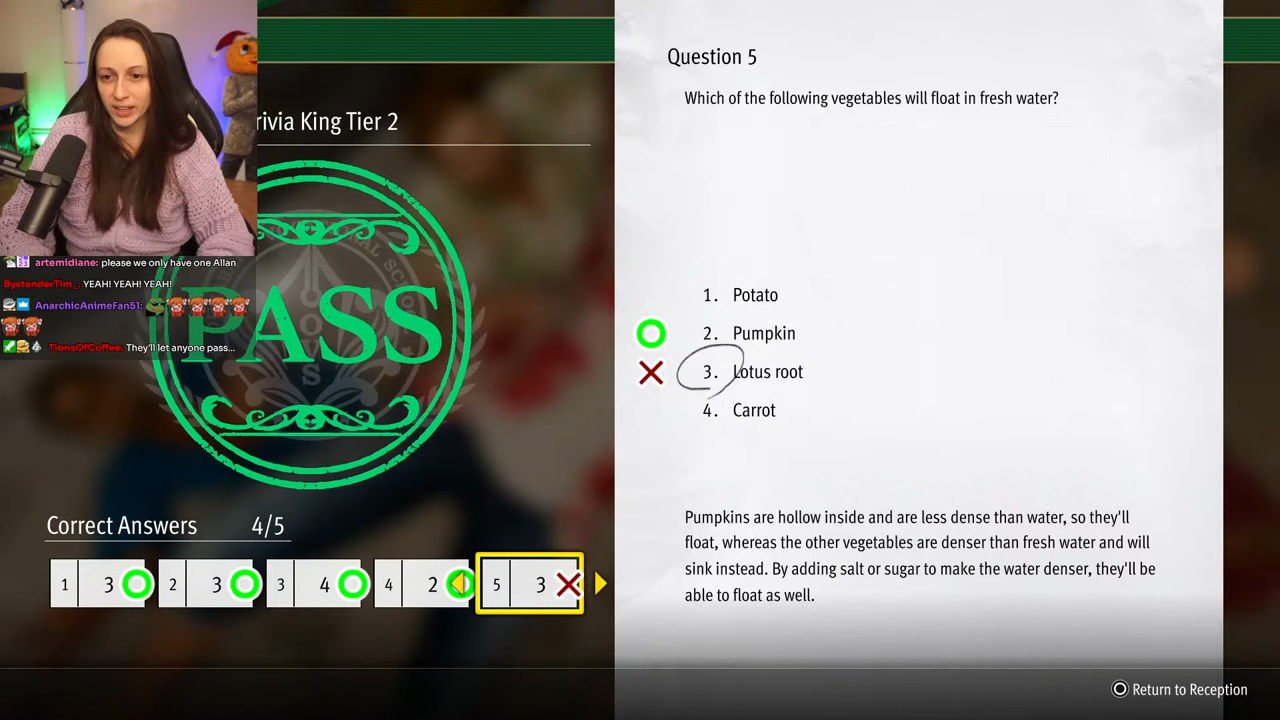 Question 5
Which of the following vegetables will float in fresh water?
rivia King Tier 2
artemidiane: please we only have one Allan
BystanderTim_: YEAH! YEAH! YEAH!
AnarchicAnimeFan51:
TionsOfCoffee: They'll let anyone pass...
PASS
1. Potato
2. Pumpkin
3. Lotus root
4. Carrot
Pumpkins are hollow inside and are less dense than water, so they'll
float, whereas the other vegetables are denser than fresh water and will
sink instead. By adding salt or sugar to make the water denser, they'll be
able to float as well.
Correct Answers 4/5
1 3 2 3 3 4 4 2 5 3
Return to Reception